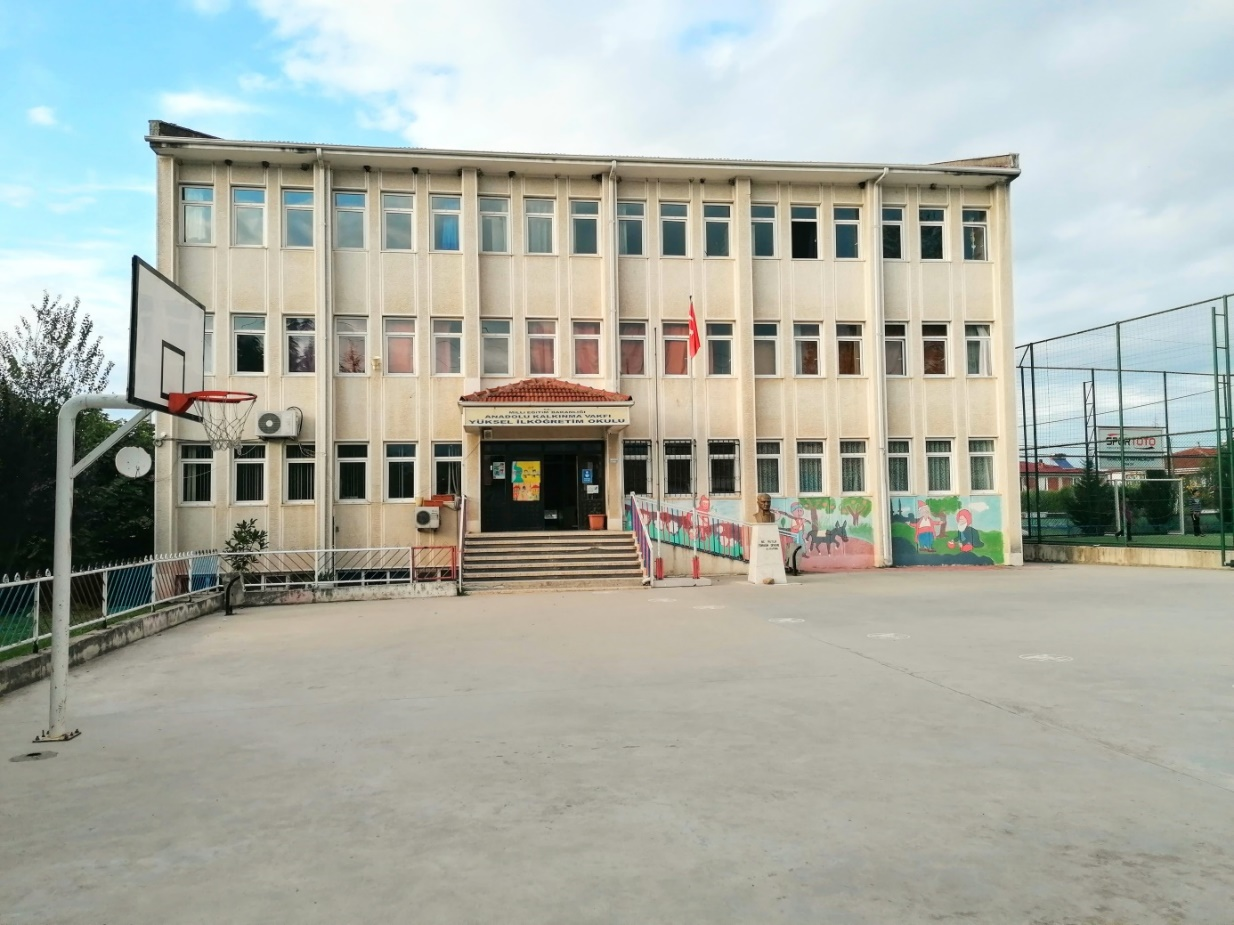 MİLLİ EĞİTİM BAKANLIĞI
ANADOLU KALKINMA VAKFI
YÜKSEL İLKÖĞRETİM OKULU
SPORTOTO